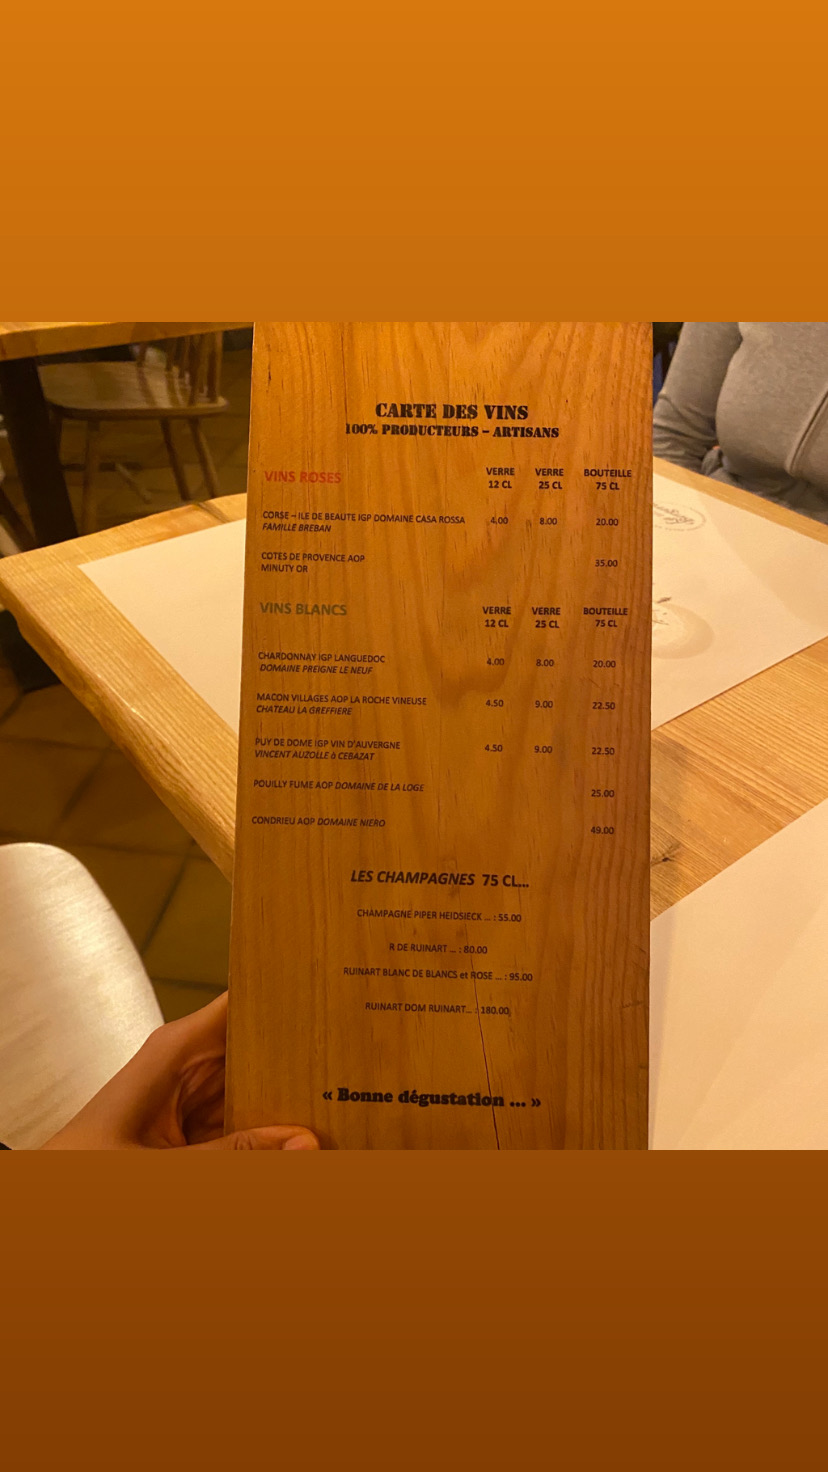 CARTE DES VINS
100% PRODUCTEURS – ARTISANS
VINS ROSES VERRE 12 CL VERRE 25 CL BOUTEILLE 75 CL
CORSE – ILE DE BEAUTE IGP DOMAINE CASA ROSSA 4.00 8.00 20.00
FAMILLE BREBAN
COTES DE PROVENCE AOP 35.00
MINUTY OR
VINS BLANCS VERRE 12 CL VERRE 25 CL BOUTEILLE 75 CL
CHARDONNAY IGP LANGUEDOC 4.00 8.00 20.00
DOMAINE PREIGNE LE NEUF
MACON VILLAGES AOP LA ROCHE VINEUSE 4.50 9.00 22.50
CHATEAU LA GREFFIERE
PUY DE DOME IGP VIN D'AUVERGNE 4.50 9.00 22.50
VINCENT AUZOLLE à CEBAZAT
POUILLY FUME AOP DOMAINE DE LA LOGE 25.00
CONDRIEU AOP DOMAINE NIERO 49.00
LES CHAMPAGNES 75 CL...
CHAMPAGNE PIPER HEIDSIECK ... : 55.00
R DE RUINART ... : 80.00
RUINART BLANC DE BLANCS et ROSE ... : 95.00
RUINART DOM RUINART... : 180.00
« Bonne dégustation ... »